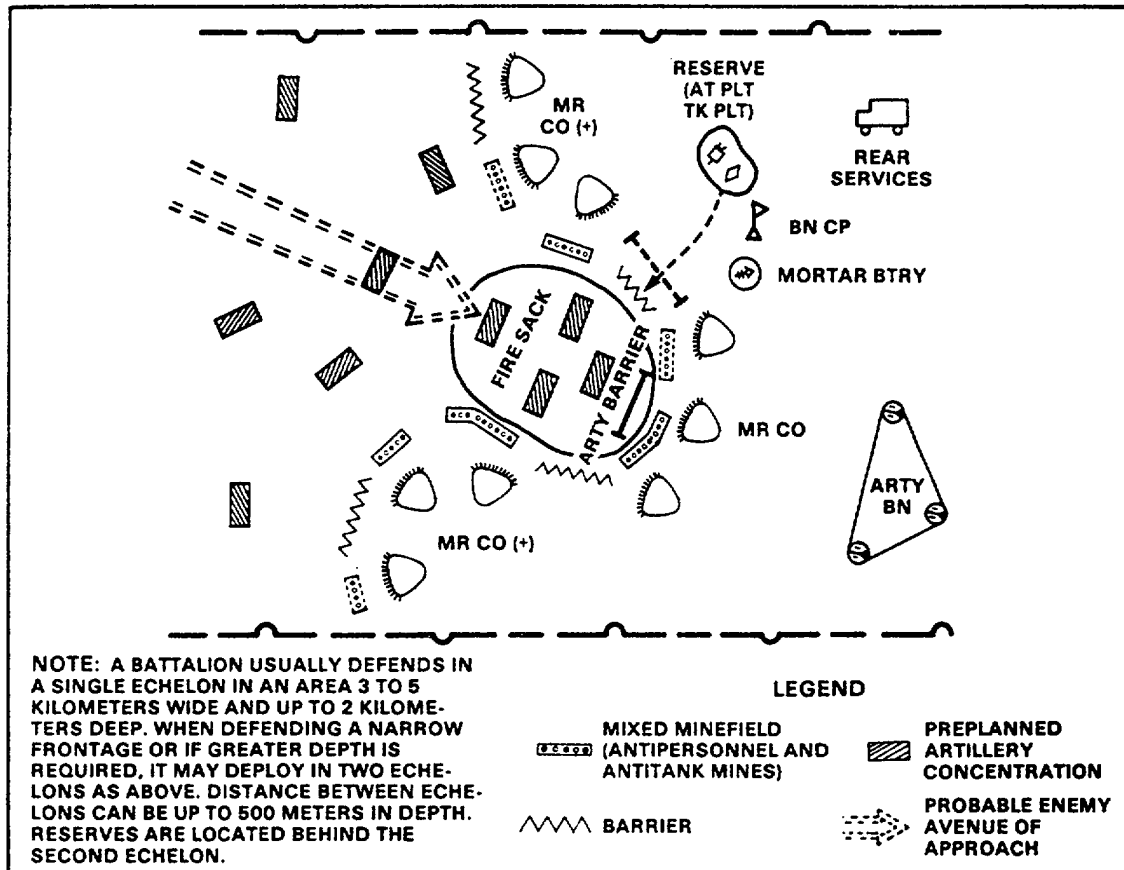 RESERVE
(AT PLT
TK PLT)
MR
CO (+)
REAR
SERVICES
BN CP
MORTAR BTRY
FIRE SACK
ARTY BARRIER
MR CO
ARTY
BN
MR CO (+)
NOTE: A BATTALION USUALLY DEFENDS IN
A SINGLE ECHELON IN AN AREA 3 TO 5
KILOMETERS WIDE AND UP TO 2 KILOME-
TERS DEEP. WHEN DEFENDING A NARROW
FRONTAGE OR IF GREATER DEPTH IS
REQUIRED, IT MAY DEPLOY IN TWO ECHE-
LONS AS ABOVE. DISTANCE BETWEEN ECHE-
LONS CAN BE UP TO 500 METERS IN DEPTH.
RESERVES ARE LOCATED BEHIND THE
SECOND ECHELON.
LEGEND
MIXED MINEFIELD
(ANTIPERSONNEL AND
ANTITANK MINES)
BARRIER
PREPLANNED
ARTILLERY
CONCENTRATION
PROBABLE ENEMY
AVENUE OF
APPROACH